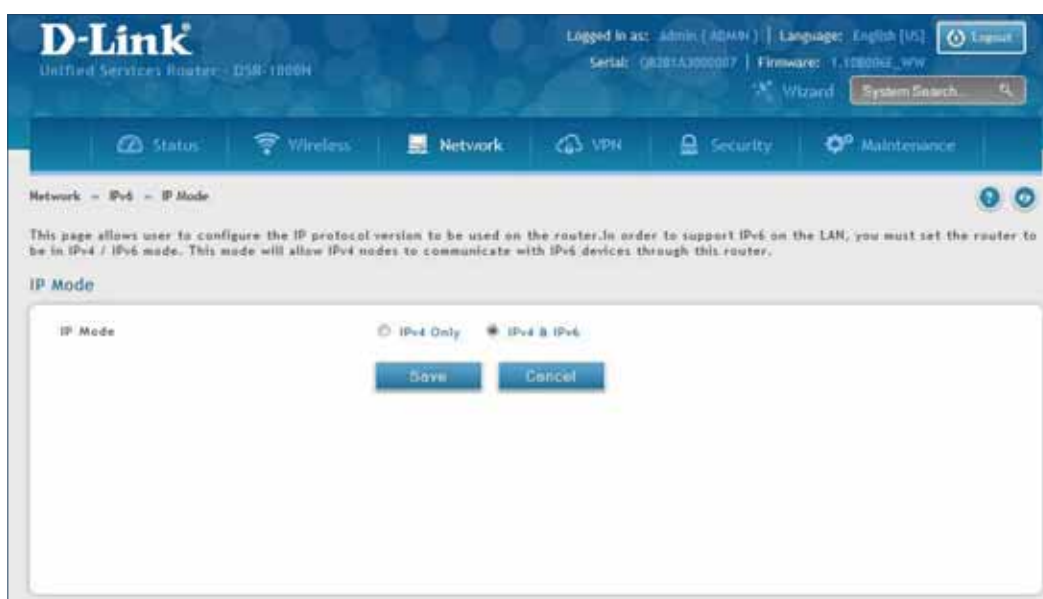 D-Link
Unified Services Router - DSR-1000N
Logged in as: admin ( ADMIN ) | Language: English [US]
Logout
Serial: | Firmware:
Wizard
System Search...
Status
Wireless
Network
VPN
Security
Maintenance
Network » IPv6 » IP Mode
This page allows user to configure the IP protocol version to be used on the router.In order to support IPv6 on the LAN, you must set the router to
be in IPv4 / IPv6 mode. This mode will allow IPv4 nodes to communicate with IPv6 devices through this router.
IP Mode
IP Mode
IPv4 Only
IPv4 & IPv6
Save
Cancel